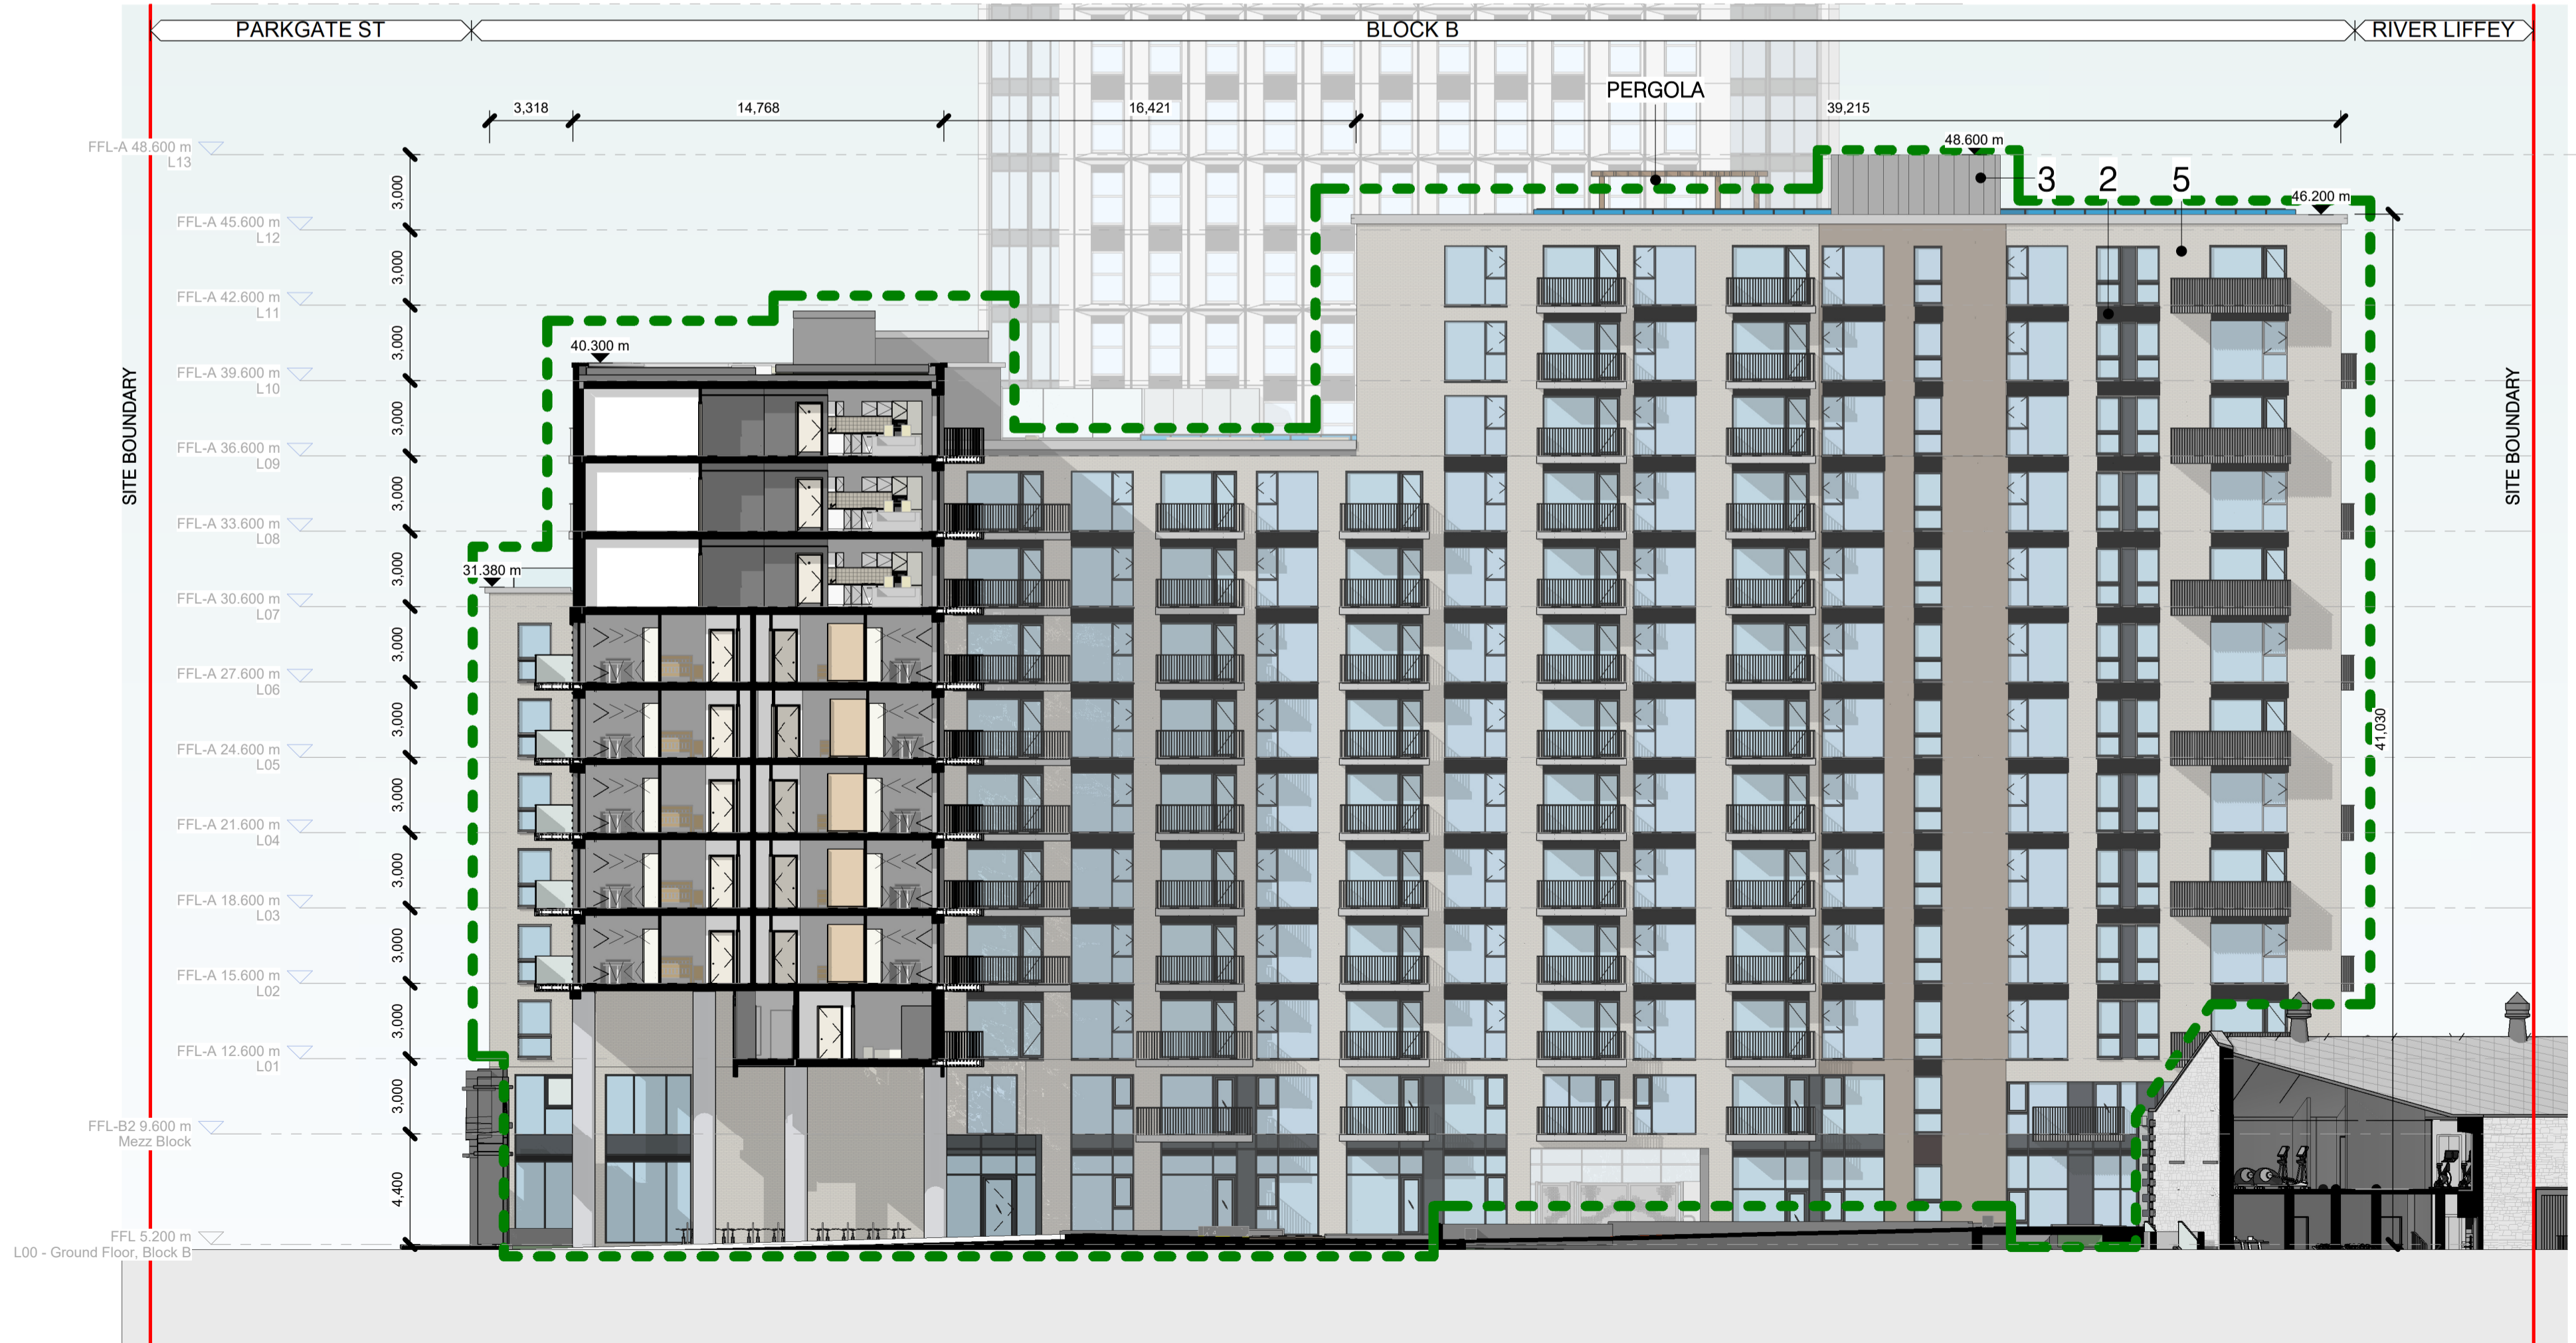 PARKGATE ST
BLOCK B
RIVER LIFFEY
PERGOLA
3,318
14,768
16,421
39,215
48.600 m
3
2
5
46.200 m
40.300 m
31.380 m
41,030
SITE BOUNDARY
SITE BOUNDARY
FFL-A 48.600 m
L13
3,000
FFL-A 45.600 m
L12
3,000
FFL-A 42.600 m
L11
3,000
FFL-A 39.600 m
L10
3,000
FFL-A 36.600 m
L09
3,000
FFL-A 33.600 m
L08
3,000
FFL-A 30.600 m
L07
3,000
FFL-A 27.600 m
L06
3,000
FFL-A 24.600 m
L05
3,000
FFL-A 21.600 m
L04
3,000
FFL-A 18.600 m
L03
3,000
FFL-A 15.600 m
L02
3,000
FFL-A 12.600 m
L01
3,000
FFL-B2 9.600 m
Mezz Block
4,400
FFL 5.200 m
L00 - Ground Floor, Block B